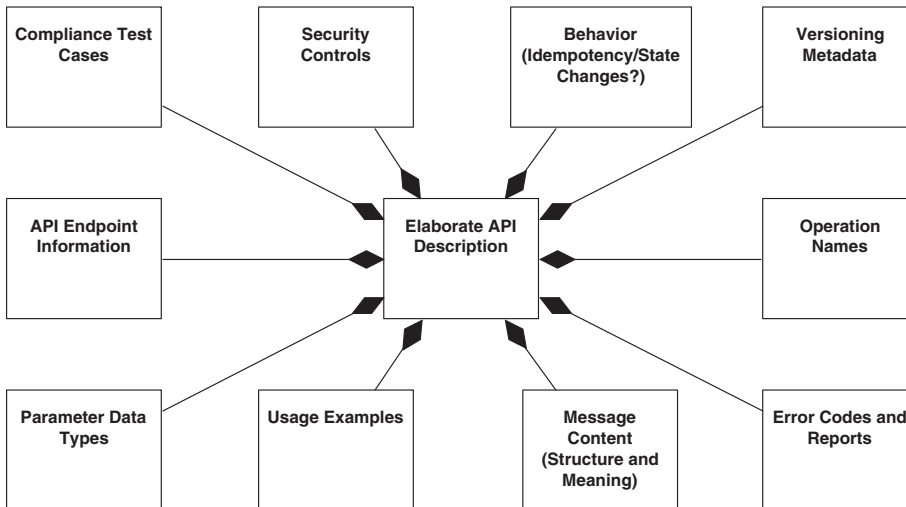 Compliance Test
Cases
Security
Controls
Behavior
(Idempotency/State
Changes?)
Versioning
Metadata
API Endpoint
Information
Elaborate API
Description
Operation
Names
Parameter Data
Types
Usage Examples
Message
Content
(Structure and
Meaning)
Error Codes and
Reports